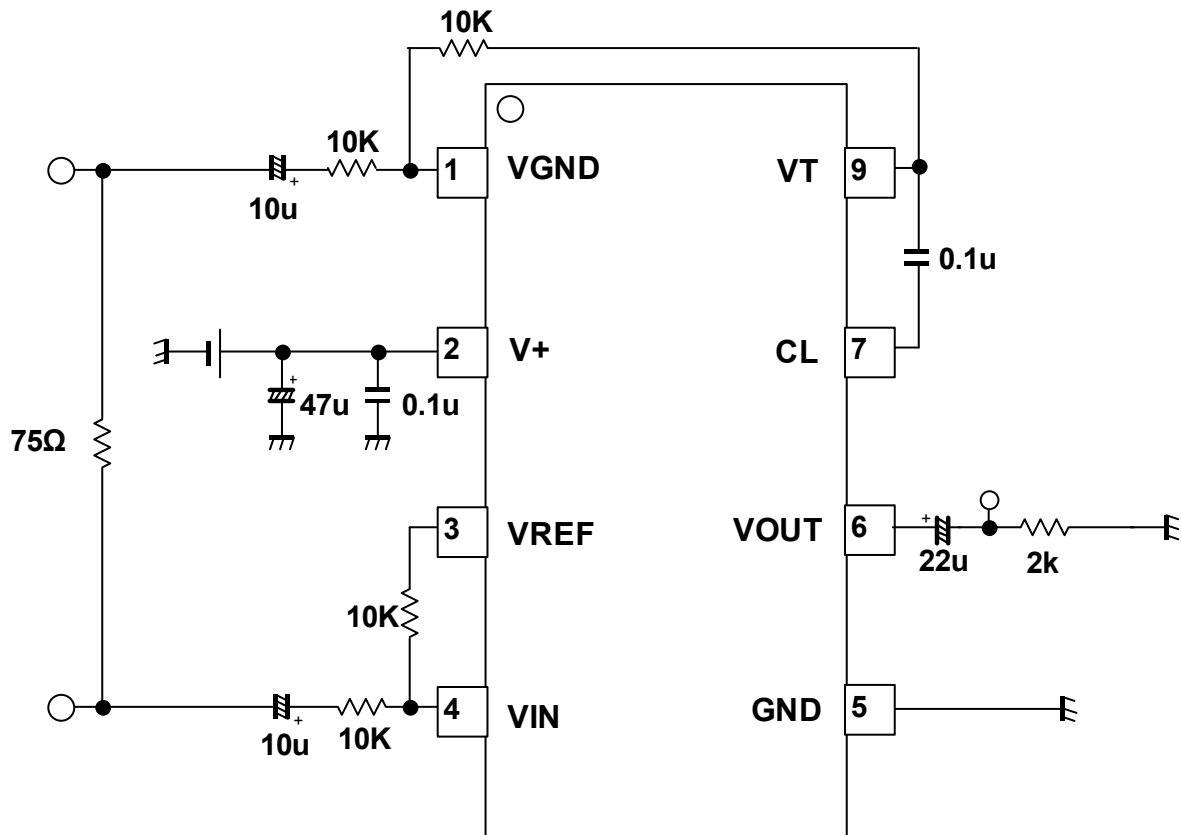 10K
10K
1
VGND
VT
9
+
10u
0.1u
2
V+
CL
7
+
47u
0.1u
75Ω
3
VREF
VOUT
6
+
22u
2k
10K
4
VIN
GND
5
+
10u
10K